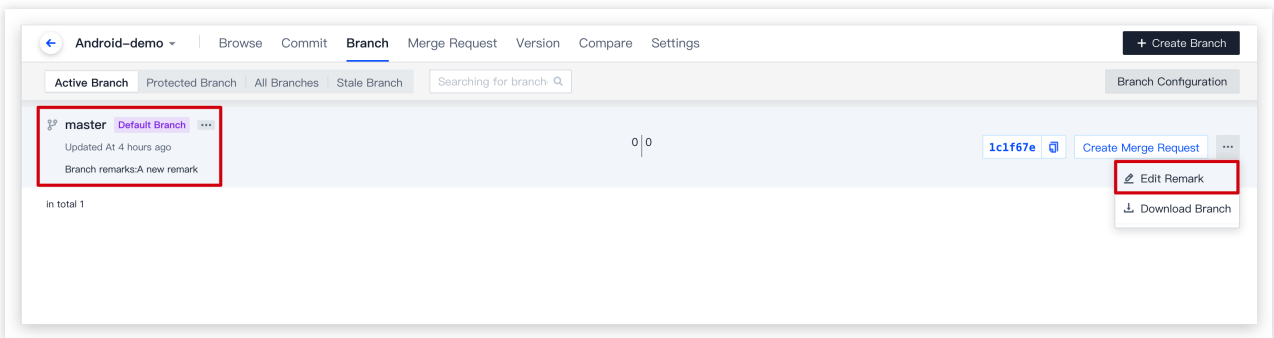 Android-demo Browse Commit Branch Merge Request Version Compare Settings + Create Branch
Active Branch Protected Branch All Branches Stale Branch Searching for branch Branch Configuration
master Default Branch ...
Updated At 4 hours ago
0 0
1c1f67e Create Merge Request ...
Branch remarks:A new remark
Edit Remark
in total 1
Download Branch